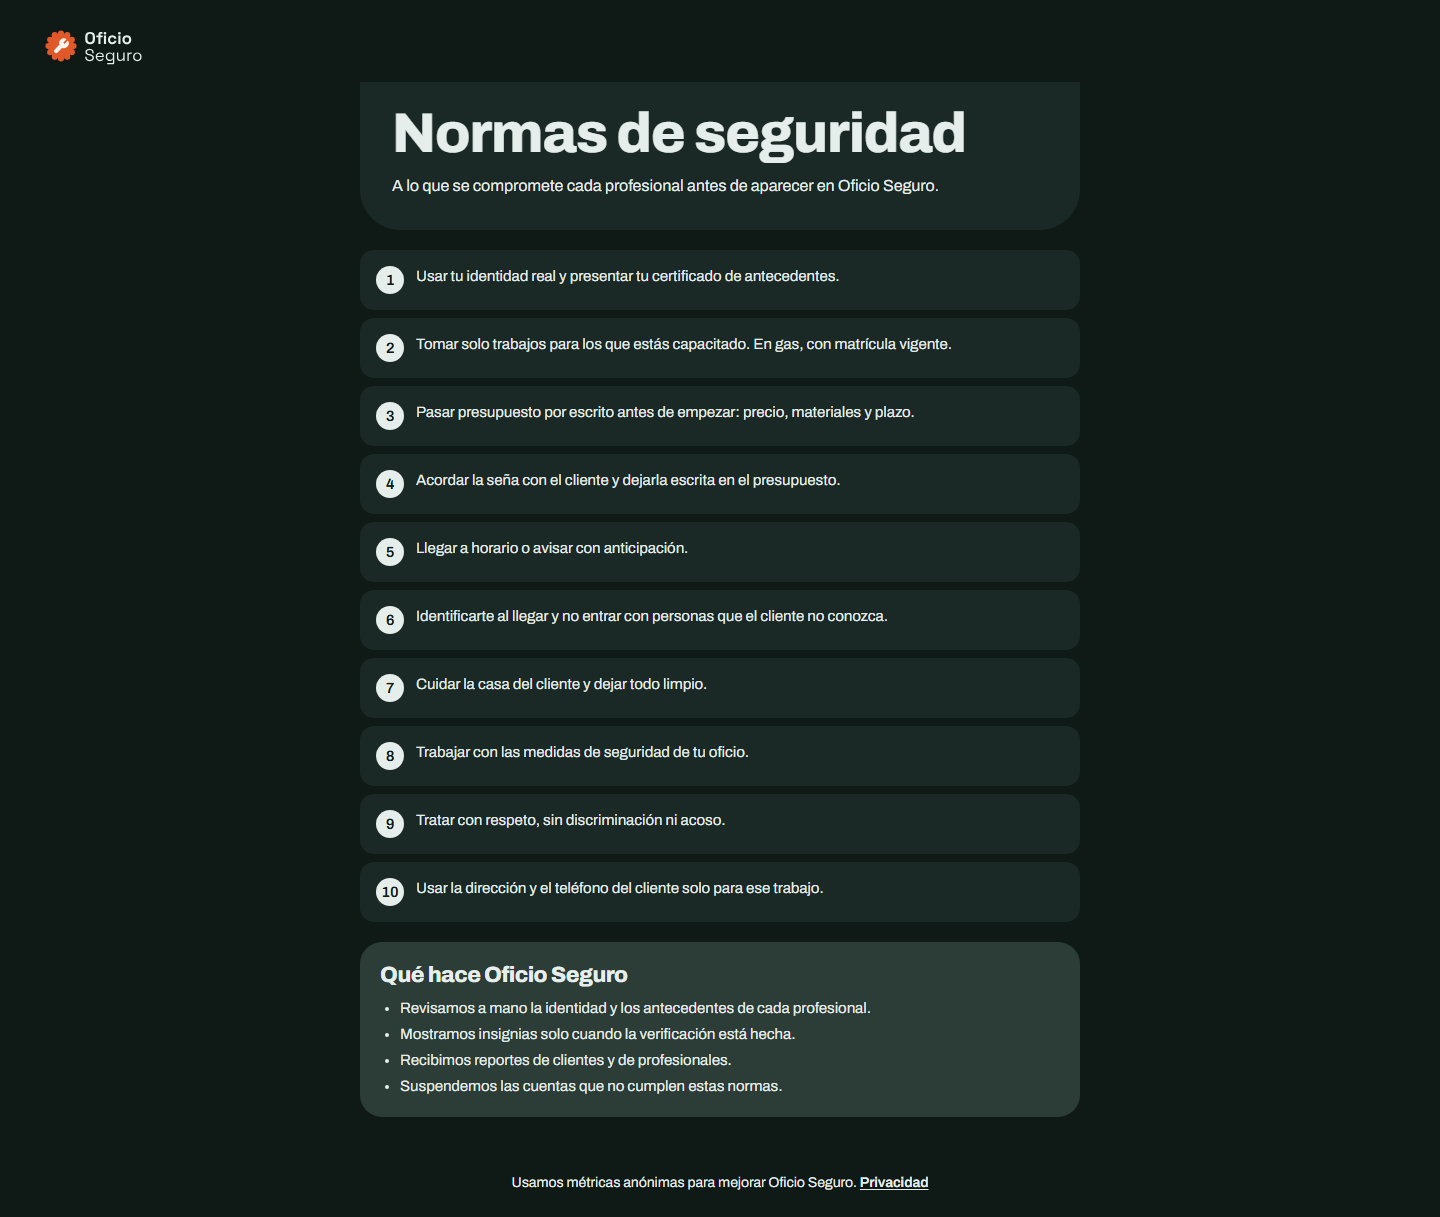 Oficio
Seguro
Normas de seguridad
A lo que se compromete cada profesional antes de aparecer en Oficio Seguro.
1 Usar tu identidad real y presentar tu certificado de antecedentes.
2 Tomar solo trabajos para los que estás capacitado. En gas, con matrícula vigente.
3 Pasar presupuesto por escrito antes de empezar: precio, materiales y plazo.
4 Acordar la seña con el cliente y dejarla escrita en el presupuesto.
5 Llegar a horario o avisar con anticipación.
6 Identificarte al llegar y no entrar con personas que el cliente no conozca.
7 Cuidar la casa del cliente y dejar todo limpio.
8 Trabajar con las medidas de seguridad de tu oficio.
9 Tratar con respeto, sin discriminación ni acoso.
10 Usar la dirección y el teléfono del cliente solo para ese trabajo.
Qué hace Oficio Seguro
• Revisamos a mano la identidad y los antecedentes de cada profesional.
• Mostramos insignias solo cuando la verificación está hecha.
• Recibimos reportes de clientes y de profesionales.
• Suspendemos las cuentas que no cumplen estas normas.
Usamos métricas anónimas para mejorar Oficio Seguro. Privacidad